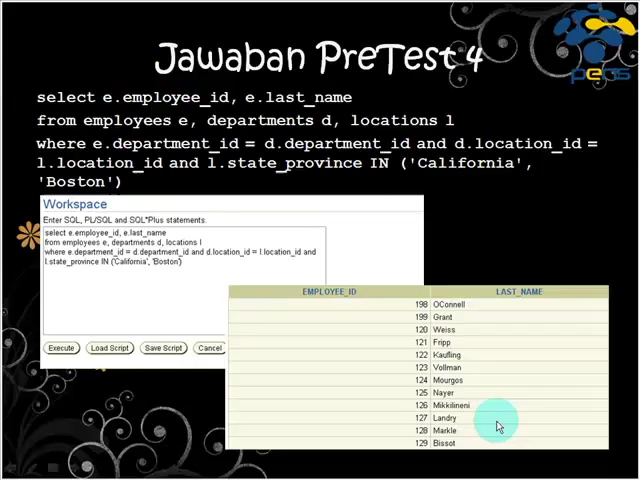 Jawaban PreTest 4
pens
select e.employee_id, e.last_name
from employees e, departments d, locations l
where e.department_id = d.department_id and d.location_id =
l.location_id and l.state_province IN ('California',
'Boston')
Workspace
Enter SQL, PL/SQL and SQL*Plus statements.
select e.employee_id, e.last_name
from employees e, departments d, locations l
where e.department_id = d.department_id and d.location_id = l.location_id and
l.state_province IN ('California', 'Boston')
Execute Load Script Save Script Cancel
EMPLOYEE_ID LAST_NAME
198 OConnell
199 Grant
120 Weiss
121 Fripp
122 Kaufling
123 Vollman
124 Mourgos
125 Nayer
126 Mikkilineni
127 Landry
128 Markle
129 Bissot